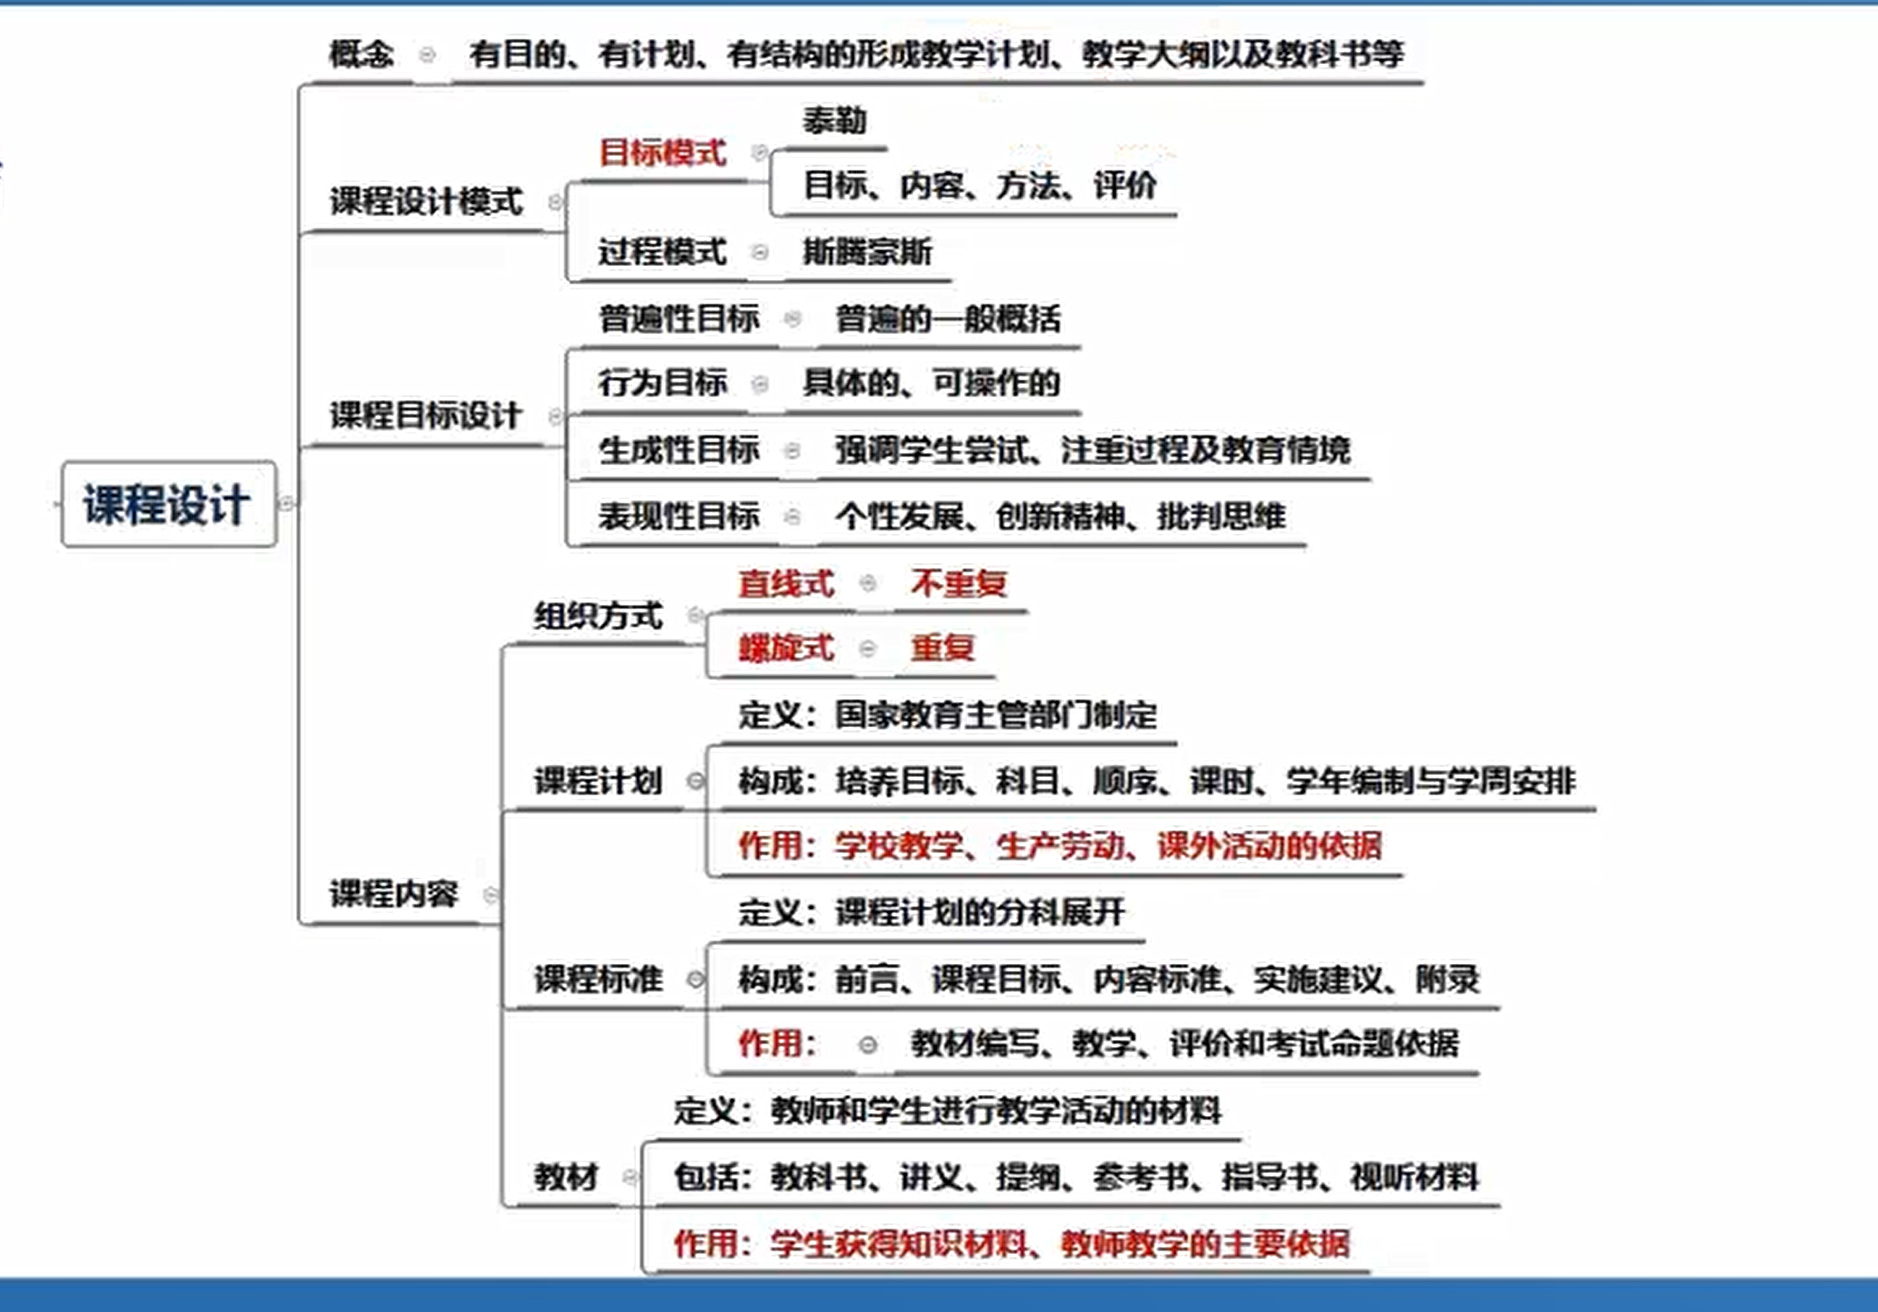 概念 有目的、有计划、有结构的形成教学计划、教学大纲以及教科书等
泰勒
目标模式
目标、内容、方法、评价
课程设计模式
过程模式 斯腾豪斯
普遍性目标 普遍的一般概括
行为目标 具体的、可操作的
课程目标设计
生成性目标 强调学生尝试、注重过程及教育情境
课程设计
表现性目标 个性发展、创新精神、批判思维
直线式 不重复
组织方式
螺旋式 重复
定义：国家教育主管部门制定
课程计划 构成：培养目标、科目、顺序、课时、学年编制与学周安排
作用：学校教学、生产劳动、课外活动的依据
课程内容
定义：课程计划的分科展开
课程标准 构成：前言、课程目标、内容标准、实施建议、附录
作用： 教材编写、教学、评价和考试命题依据
定义：教师和学生进行教学活动的材料
教材 包括：教科书、讲义、提纲、参考书、指导书、视听材料
作用：学生获得知识材料、教师教学的主要依据